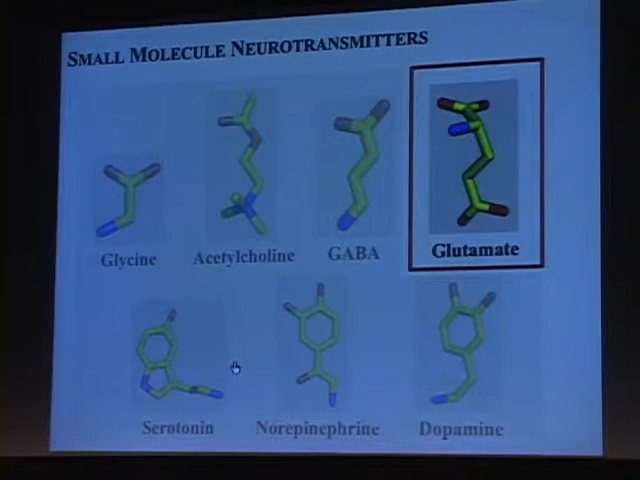 SMALL MOLECULE NEUROTRANSMITTERS
Glycine
Acetylcholine
GABA
Glutamate
Serotonin
Norepinephrine
Dopamine